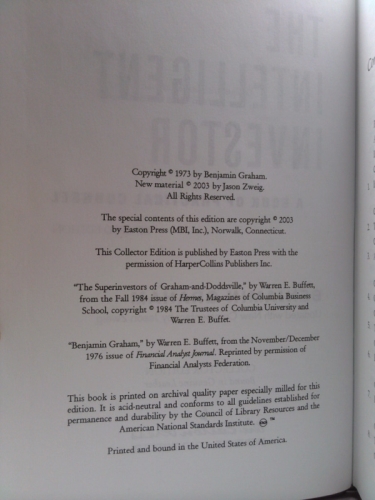 Copyright © 1973 by Benjamin Graham.
New material © 2003 by Jason Zweig.
All Rights Reserved.
The special contents of this edition are copyright © 2003
by Easton Press (MBI, Inc.), Norwalk, Connecticut.
This Collector Edition is published by Easton Press with the
permission of HarperCollins Publishers Inc.
"The Superinvestors of Graham-and-Doddsville," by Warren E. Buffett,
from the Fall 1984 issue of Hermes, Magazines of Columbia Business
School, copyright © 1984 The Trustees of Columbia University and
Warren E. Buffet.
"Benjamin Graham," by Warren E. Buffett, from the November/December
1976 issue of Financial Analyst Journal. Reprinted by permission of
Financial Analysts Federation.
This book is printed on archival quality paper especially milled for this
edition. It is acid-neutral and conforms to all guidelines established for
permanence and durability by the Council of Library Resources and the
American National Standards Institute. ∞ ™
Printed and bound in the United States of America.